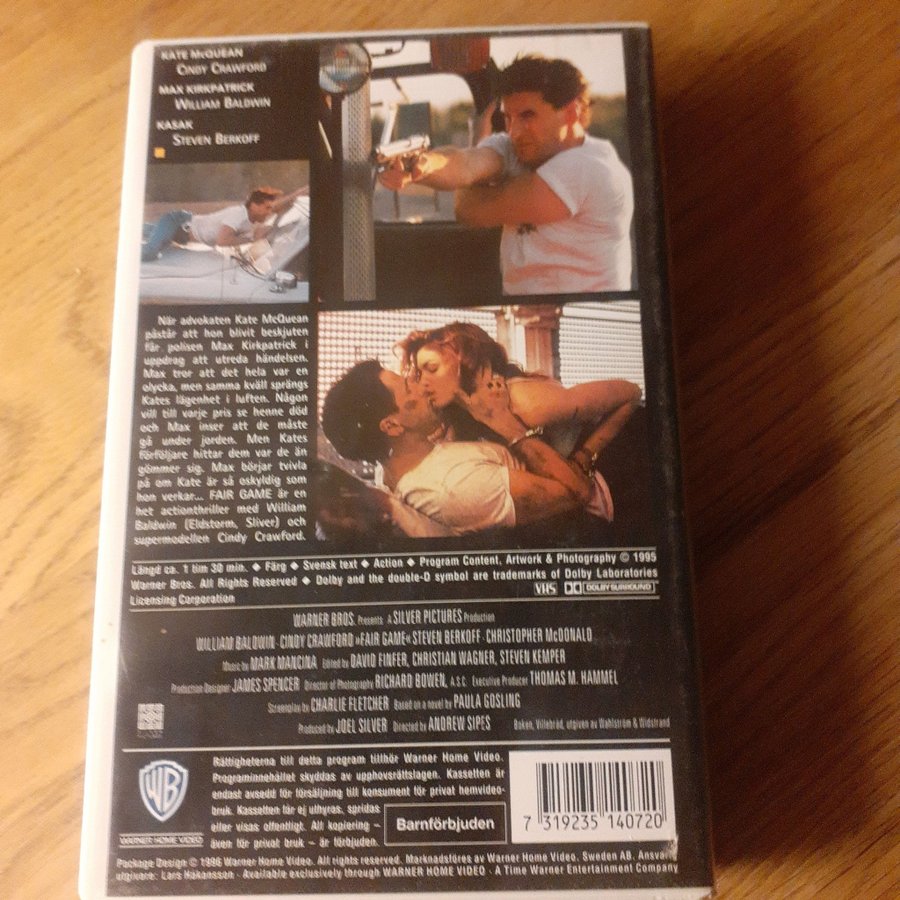 KATE MCQUEAN
CINDY CRAWFORD
MAX KIRKPATRICK
WILLIAM BALDWIN
KASAK
STEVEN BERKOFF
När advokaten Kate McQuean
påstår att hon blivit beskjuten
får polisen Max Kirkpatrick i
uppdrag att utreda händelsen.
Max tror att det hela var en
olycka, men samma kväll sprängs
Kates lägenhet i luften. Någon
vill till varje pris se henne död
och Max inser att de måste
gå under jorden. Men Kates
förföljare hittar dem var de än
gömmer sig. Max börjar tvivla
på om Kate är så oskyldig som
hon verkar... FAIR GAME är en
het actionthriller med William
Baldwin (Eldstorm, Sliver) och
supermodellen Cindy Crawford.
Längd ca. 1 tim 30 min. ◆ Färg ◆ Svensk text ◆ Action ◆ Program Content, Artwork & Photography © 1995
Warner Bros. All Rights Reserved ◆ Dolby and the double-D symbol are trademarks of Dolby Laboratories
Licensing Corporation
VHS DOLBY SURROUND
WARNER BROS. Presents A SILVER PICTURES Production
WILLIAM BALDWIN · CINDY CRAWFORD »FAIR GAME« STEVEN BERKOFF · CHRISTOPHER McDONALD
Music by MARK MANCINA Edited by DAVID FINFER, CHRISTIAN WAGNER, STEVEN KEMPER
Production Designer JAMES SPENCER Director of Photography RICHARD BOWEN, A.S.C. Executive Producer THOMAS M. HAMMEL
Screenplay by CHARLIE FLETCHER Based on a novel by PAULA GOSLING
Produced by JOEL SILVER Directed by ANDREW SIPES Boken, Villebråd, utgiven av Wahlström & Widstrand
WB
WARNER HOME VIDEO
Rättigheterna till detta program tillhör Warner Home Video.
Programinnehållet skyddas av upphovsrättslagen. Kassetten är
endast avsedd för försäljning till konsument för privat hemvideo-
bruk. Kassetten får ej uthyras, spridas
eller visas offentligt. All kopiering –
även för privat bruk – är förbjuden.
Barnförbjuden
7 319235 140720
Package Design © 1996 Warner Home Video. All rights reserved. Marknadsföres av Warner Home Video, Sweden AB. Ansvarig
utgivare: Lars Håkansson · Available exclusively through WARNER HOME VIDEO · A Time Warner Entertainment Company